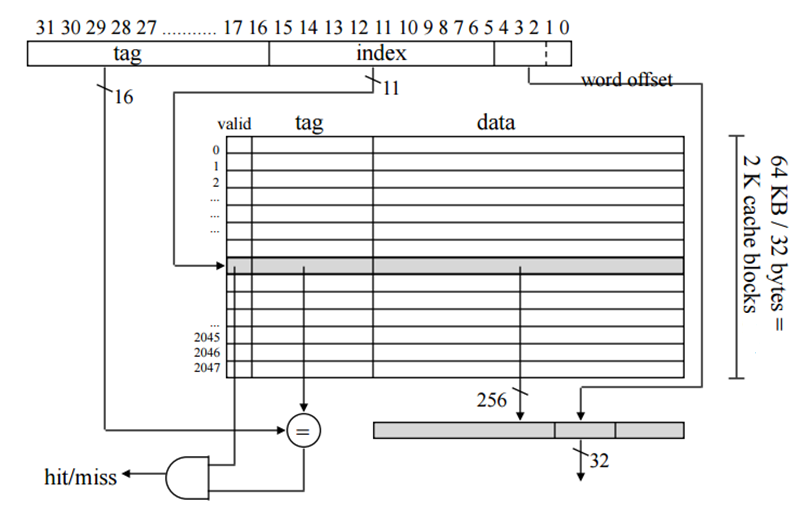 31 30 29 28 27 ........... 17 16 15 14 13 12 11 10 9 8 7 6 5 4 3 2 1 0
tag
index
16
11
word offset
valid
tag
data
0
1
2
...
...
...
...
2045
2046
2047
64 KB / 32 bytes =
2 K cache blocks
256
=
hit/miss
32